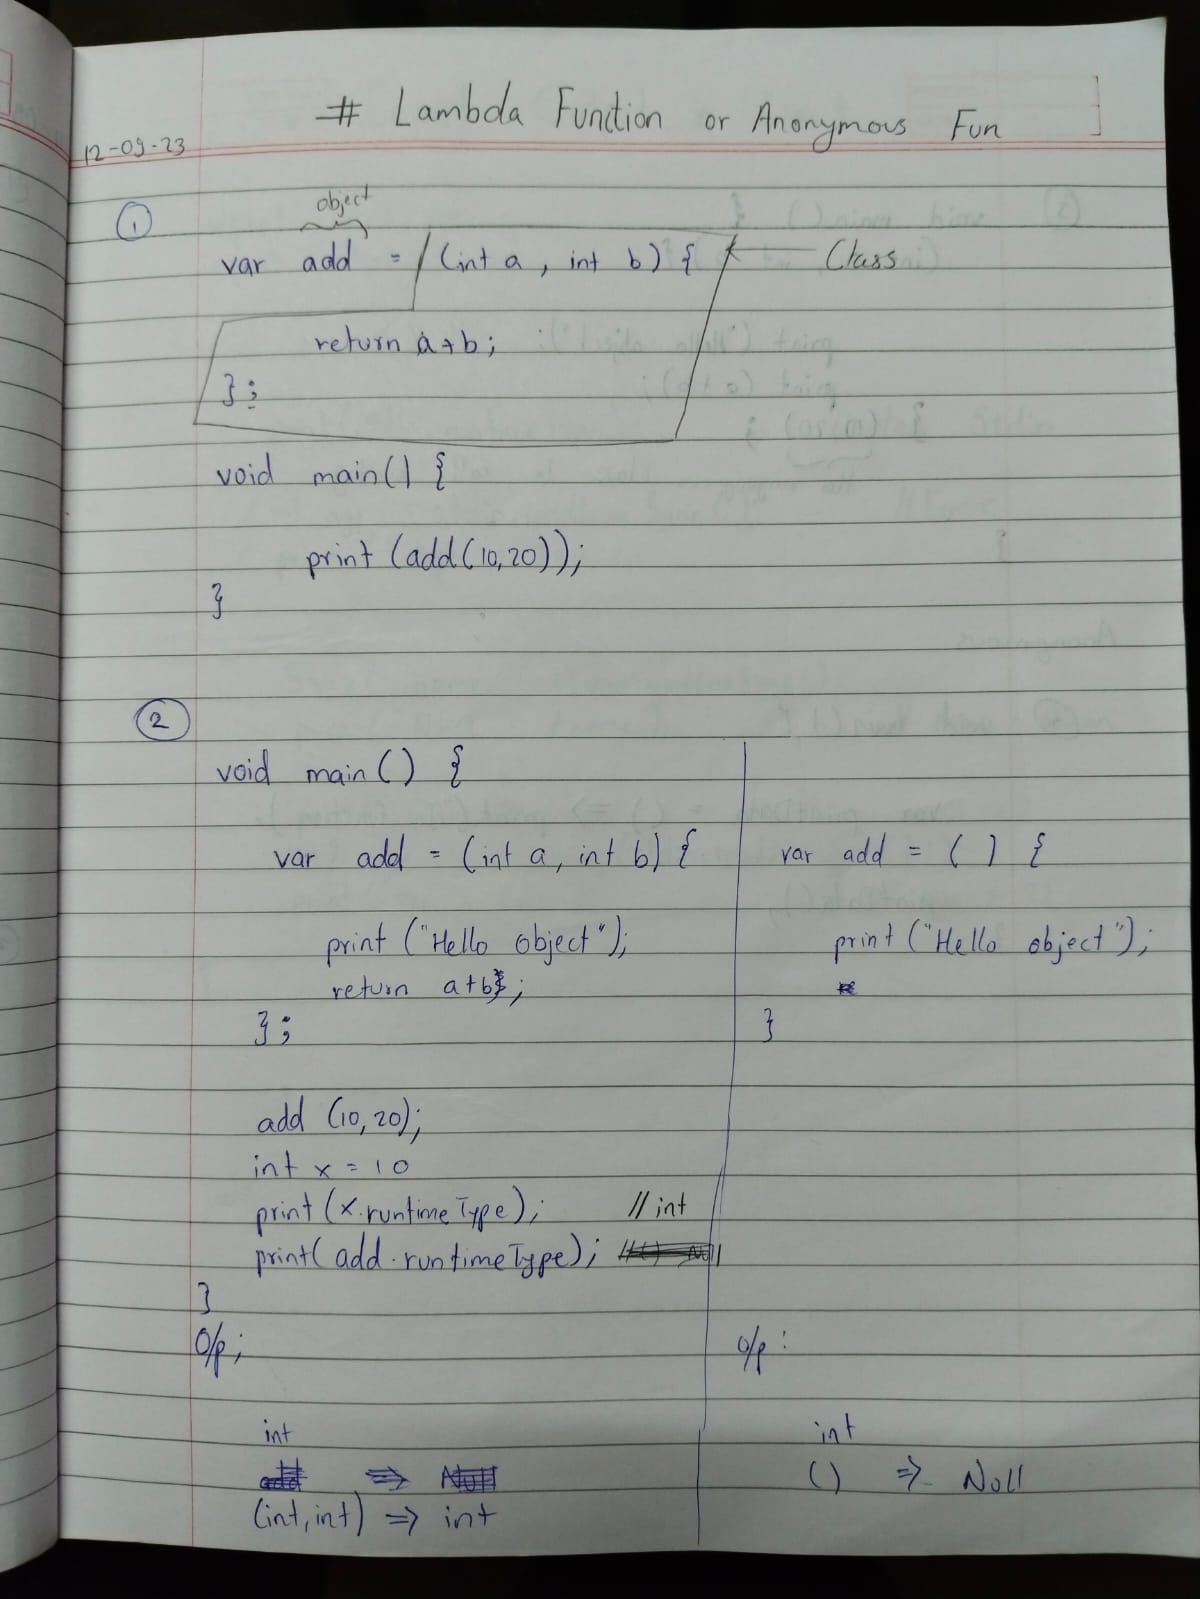 # Lambda Function or Anonymous Fun
12-09-23
1
object
var add = (int a, int b) { Class
return a+b;
};
void main() {
print (add(10,20));
}
2
void main() {
var add = (int a, int b) {
print ("Hello object");
return a+b;
};
add (10,20);
int x = 10
print (x.runtimeType); // int
print( add.runtimeType);
}
O/p;
int
(int,int) => int
var add = ( ) {
print ("Hello object");
}
O/p:
int
() => Null